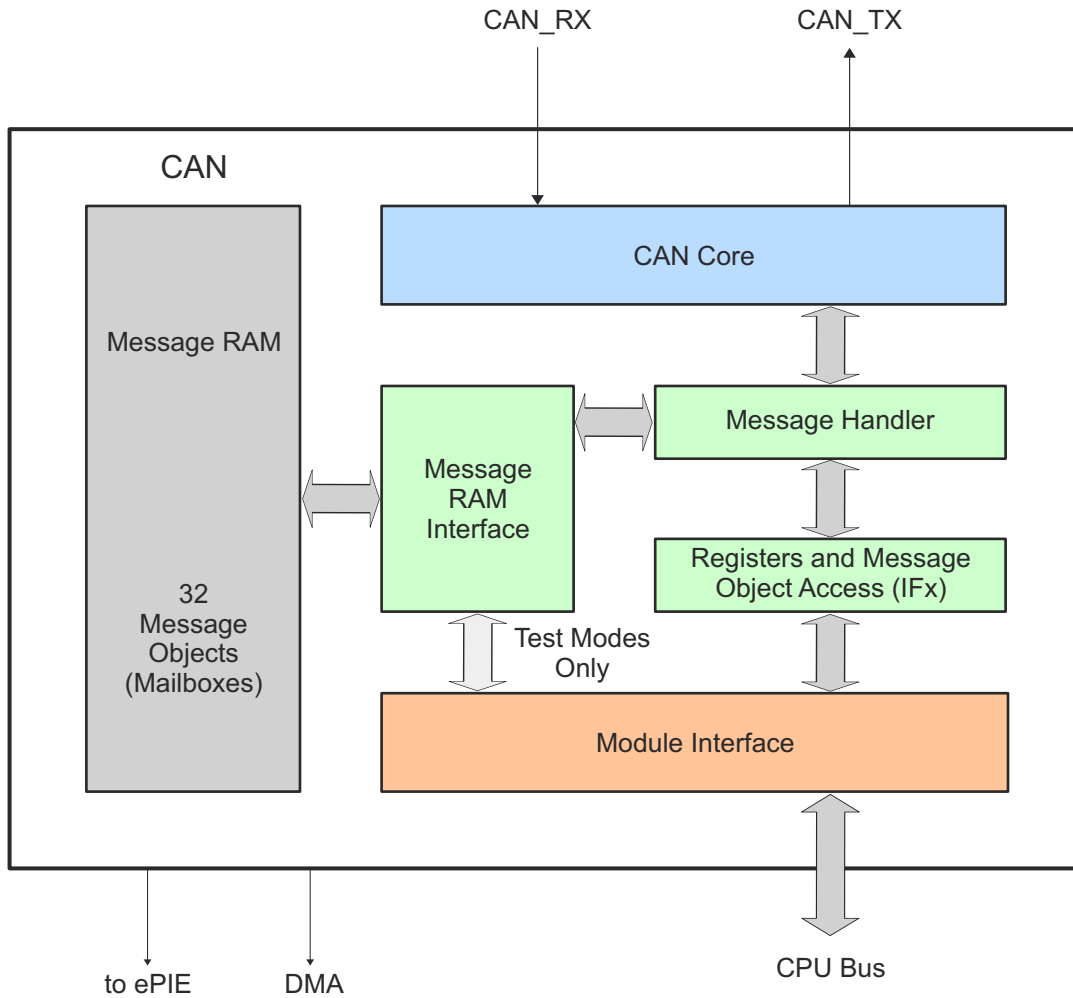 CAN_RX
CAN_TX
CAN
CAN Core
Message RAM
Message Handler
Message
RAM
Interface
Registers and Message
Object Access (IFx)
32
Message
Objects
(Mailboxes)
Test Modes
Only
Module Interface
CPU Bus
to ePIE
DMA